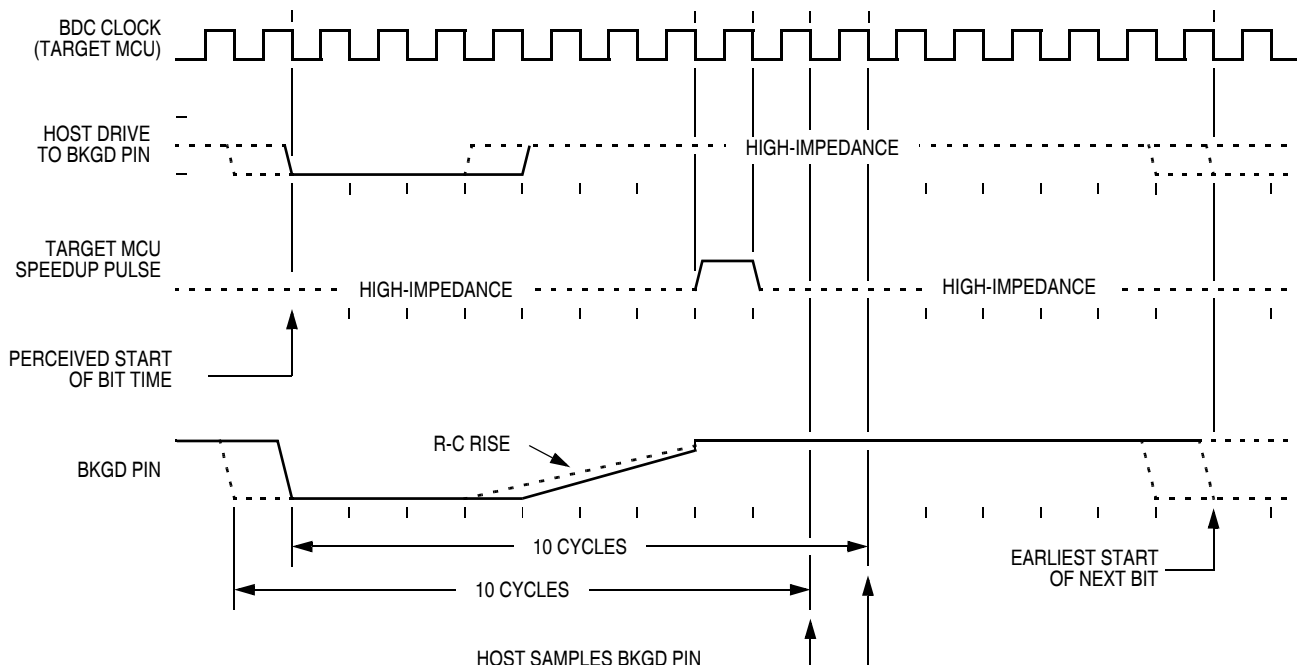 BDC CLOCK
(TARGET MCU)
HOST DRIVE
TO BKGD PIN
HIGH-IMPEDANCE
TARGET MCU
SPEEDUP PULSE
HIGH-IMPEDANCE
HIGH-IMPEDANCE
PERCEIVED START
OF BIT TIME
R-C RISE
BKGD PIN
10 CYCLES
EARLIEST START
OF NEXT BIT
10 CYCLES
HOST SAMPLES BKGD PIN